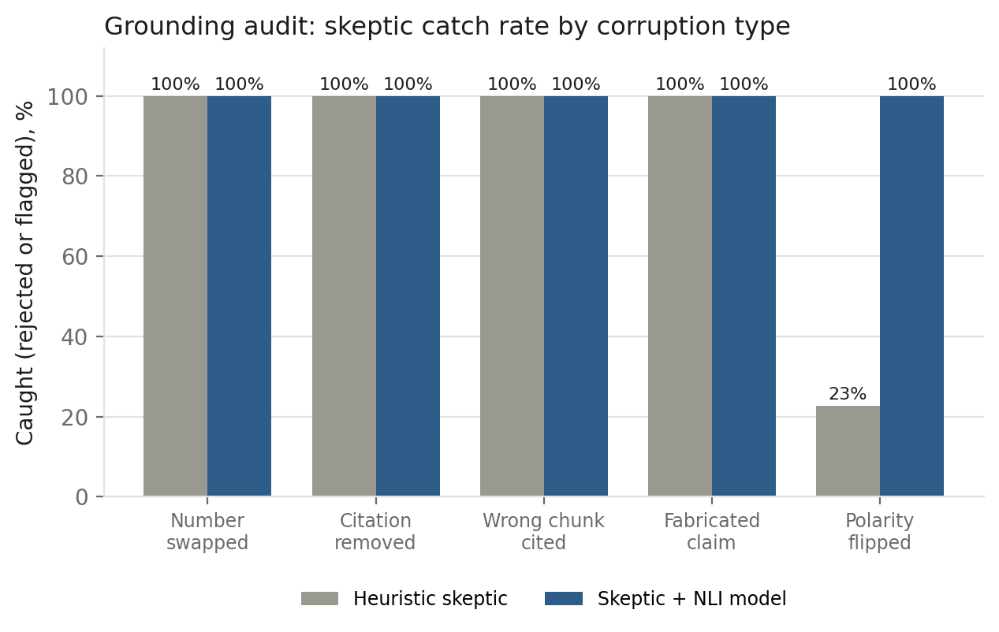 Grounding audit: skeptic catch rate by corruption type
Caught (rejected or flagged), %
100
80
60
40
20
0
100% 100% 100% 100% 100% 100% 100% 100% 23% 100%
Number
swapped
Citation
removed
Wrong chunk
cited
Fabricated
claim
Polarity
flipped
Heuristic skeptic
Skeptic + NLI model